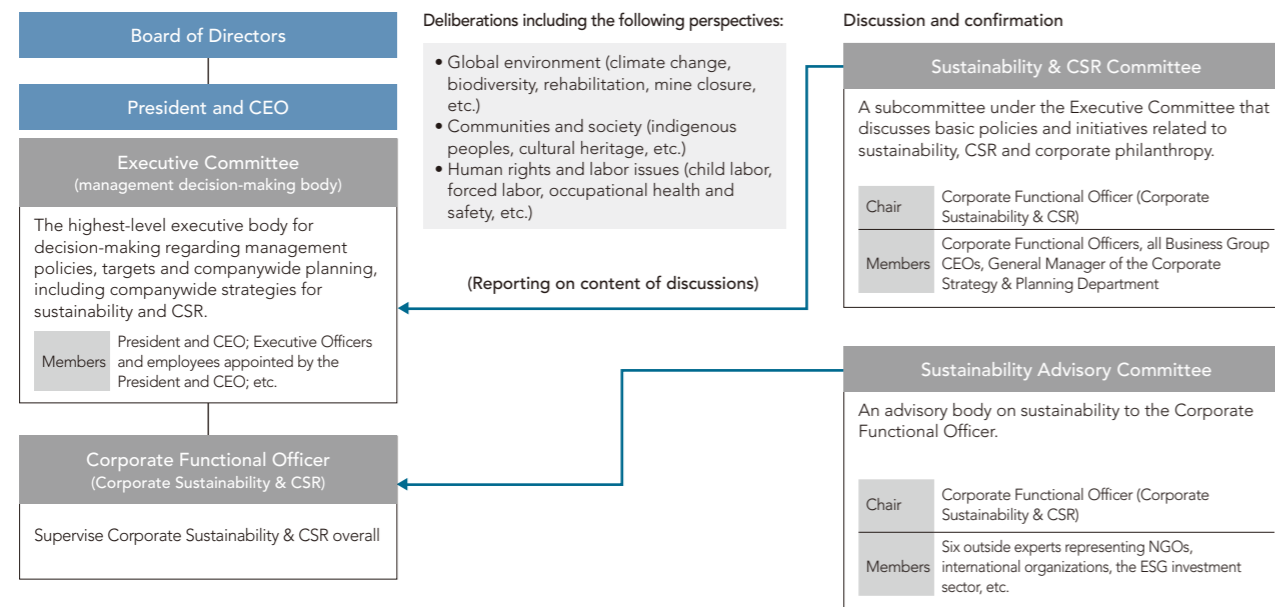 Board of Directors
President and CEO
Executive Committee
(management decision-making body)
The highest-level executive body for
decision-making regarding management
policies, targets and companywide planning,
including companywide strategies for
sustainability and CSR.
Members
President and CEO; Executive Officers
and employees appointed by the
President and CEO; etc.
Corporate Functional Officer
(Corporate Sustainability & CSR)
Supervise Corporate Sustainability & CSR overall
Deliberations including the following perspectives:
• Global environment (climate change,
biodiversity, rehabilitation, mine closure,
etc.)
• Communities and society (indigenous
peoples, cultural heritage, etc.)
• Human rights and labor issues (child labor,
forced labor, occupational health and
safety, etc.)
(Reporting on content of discussions)
Discussion and confirmation
Sustainability & CSR Committee
A subcommittee under the Executive Committee that
discusses basic policies and initiatives related to
sustainability, CSR and corporate philanthropy.
Chair
Corporate Functional Officer (Corporate
Sustainability & CSR)
Members
Corporate Functional Officers, all Business Group
CEOs, General Manager of the Corporate
Strategy & Planning Department
Sustainability Advisory Committee
An advisory body on sustainability to the Corporate
Functional Officer.
Chair
Corporate Functional Officer (Corporate
Sustainability & CSR)
Members
Six outside experts representing NGOs,
international organizations, the ESG investment
sector, etc.